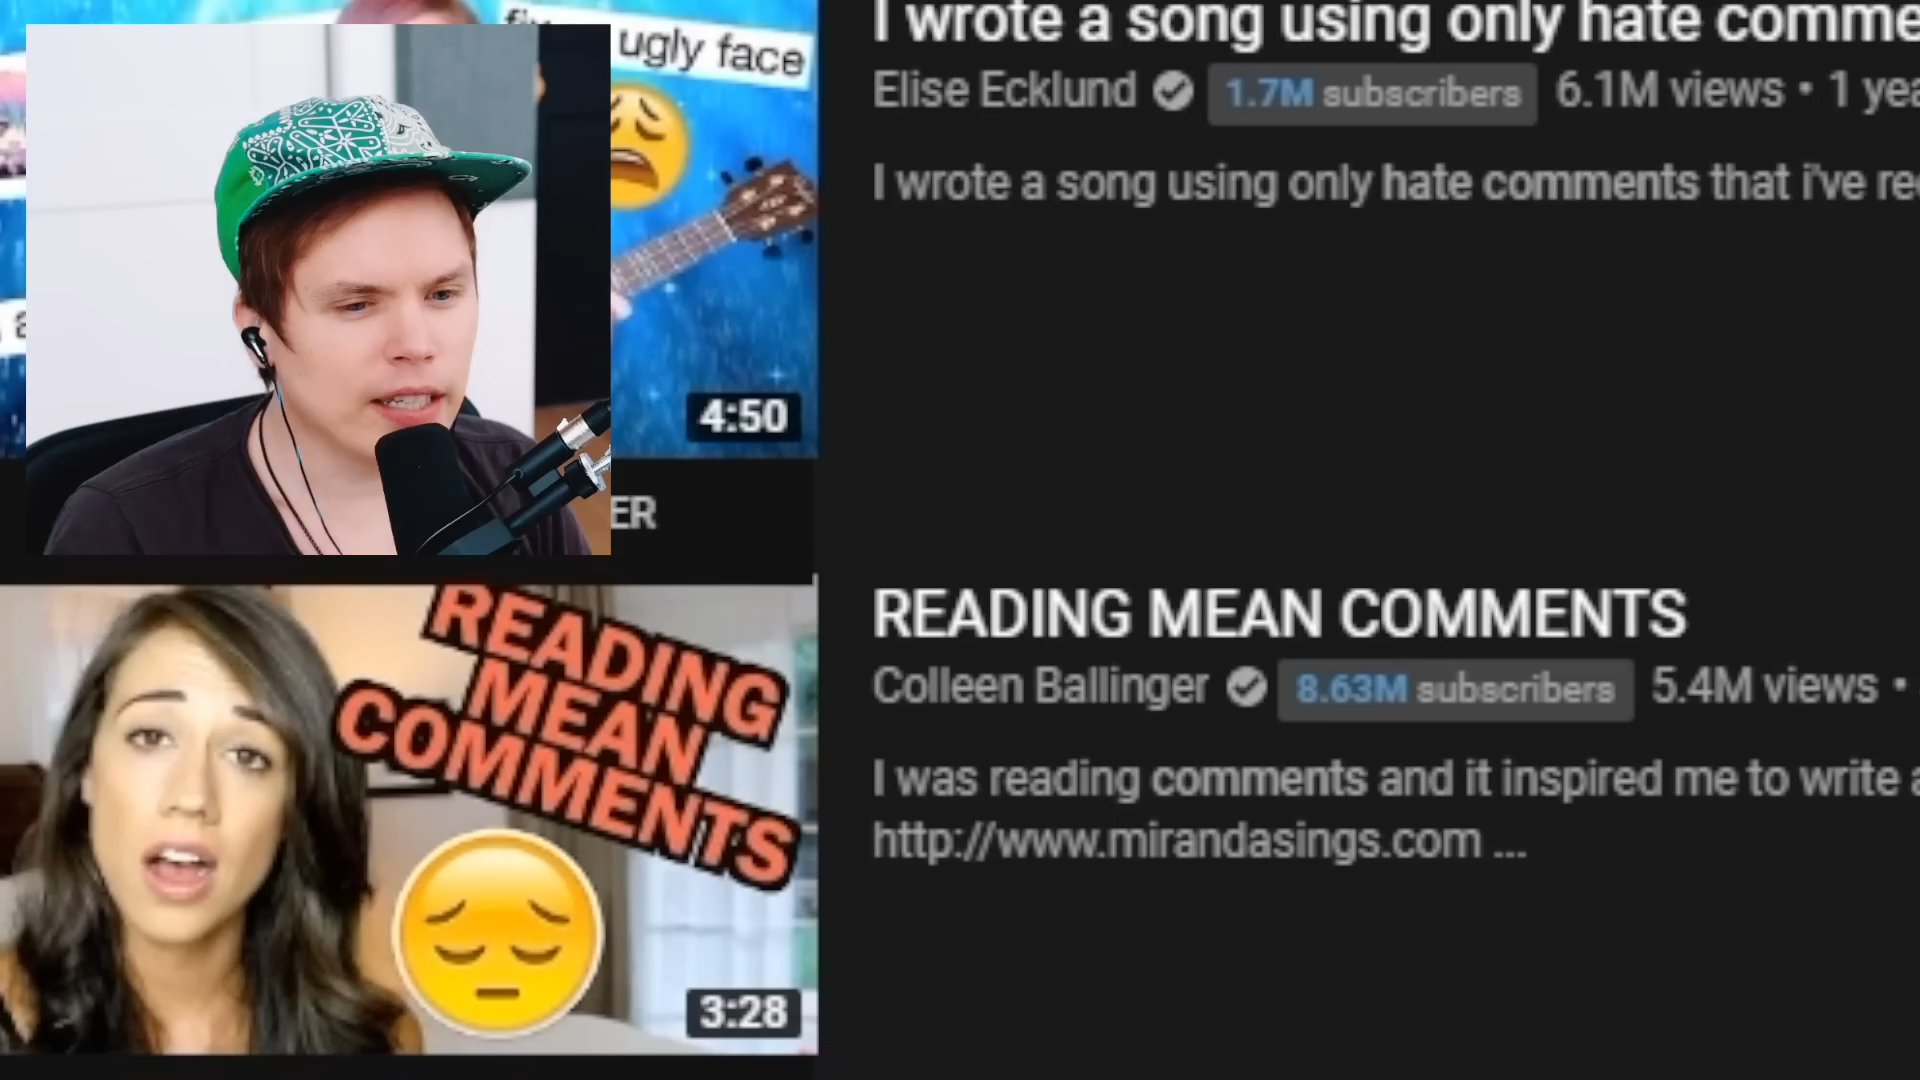 ugly face
4:50
I wrote a song using only hate comme
Elise Ecklund 1.7M subscribers 6.1M views • 1 yea
I wrote a song using only hate comments that i've re
ER
READING
MEAN
COMMENTS
3:28
READING MEAN COMMENTS
Colleen Ballinger 8.63M subscribers 5.4M views •
I was reading comments and it inspired me to write a
http://www.mirandasings.com ...